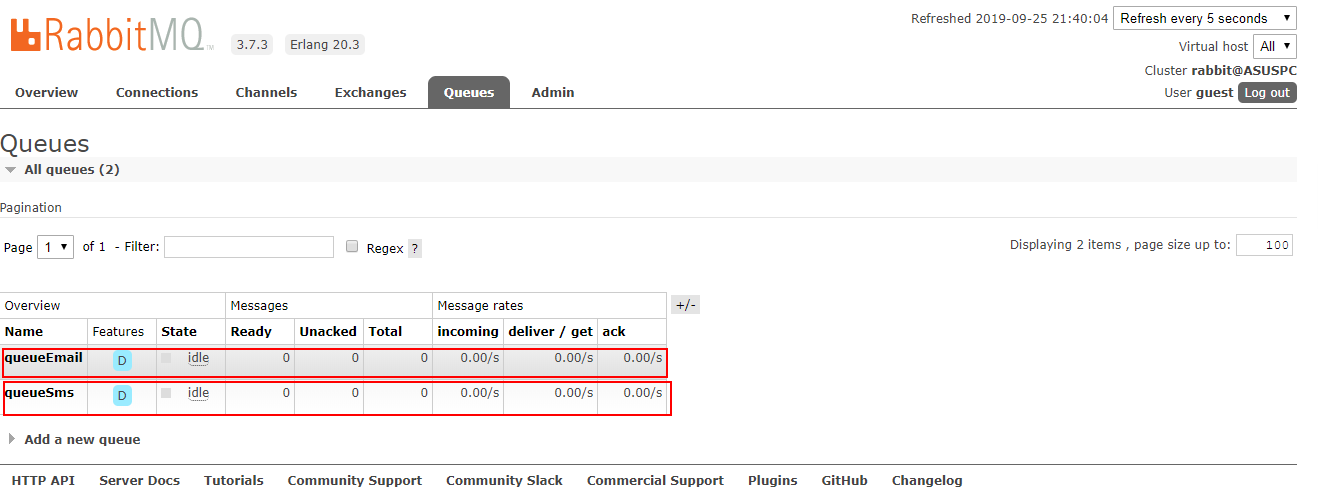 RabbitMQ TM 3.7.3 Erlang 20.3
Refreshed 2019-09-25 21:40:04 Refresh every 5 seconds
Virtual host All
Cluster rabbit@ASUSPC
User guest Log out
Overview Connections Channels Exchanges Queues Admin
Queues
All queues (2)
Pagination
Page 1 of 1 - Filter: Regex ? Displaying 2 items , page size up to: 100
Overview Messages Message rates +/-
Name Features State Ready Unacked Total incoming deliver / get ack
queueEmail D idle 0 0 0 0.00/s 0.00/s 0.00/s
queueSms D idle 0 0 0 0.00/s 0.00/s 0.00/s
Add a new queue
HTTP API Server Docs Tutorials Community Support Community Slack Commercial Support Plugins GitHub Changelog